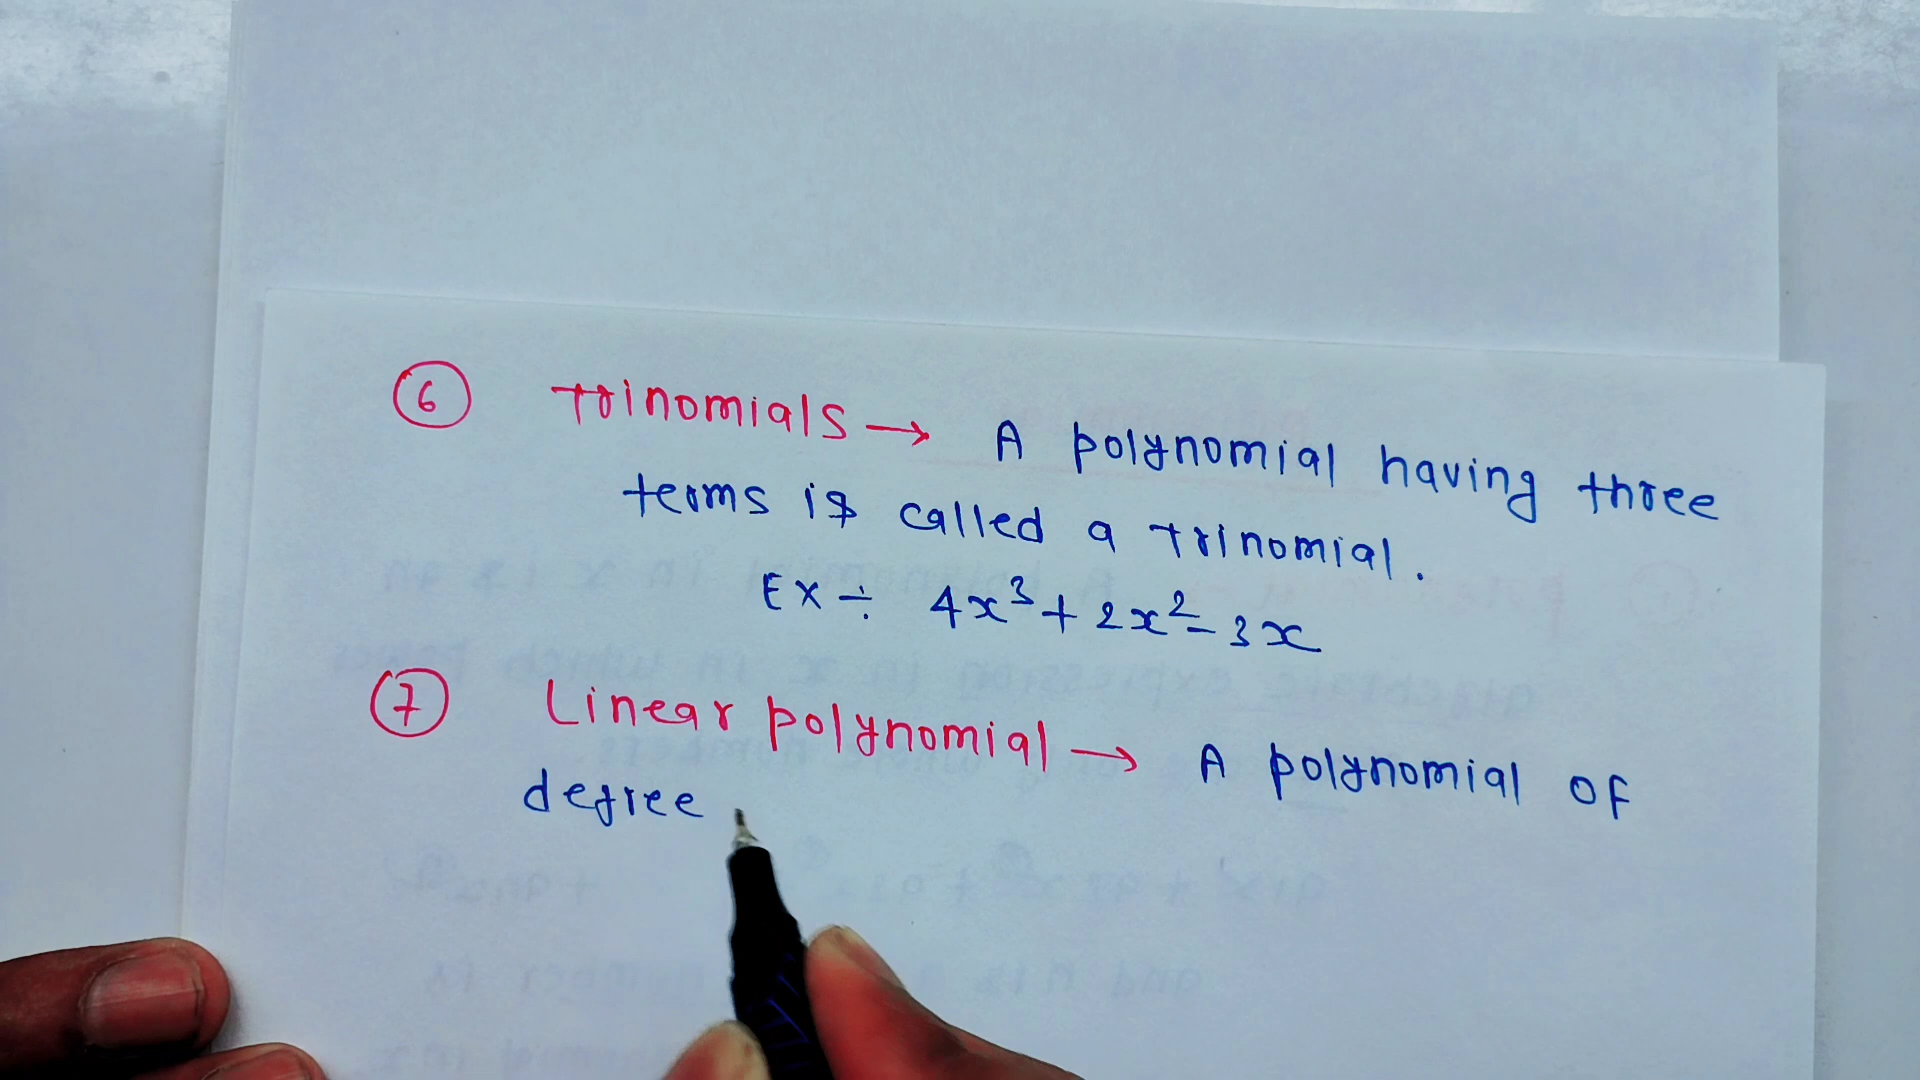 6 Trinomials → A polynomial having three
terms is called a trinomial.
Ex ÷ 4x³ + 2x² - 3x
7 Linear polynomial → A polynomial of
degree